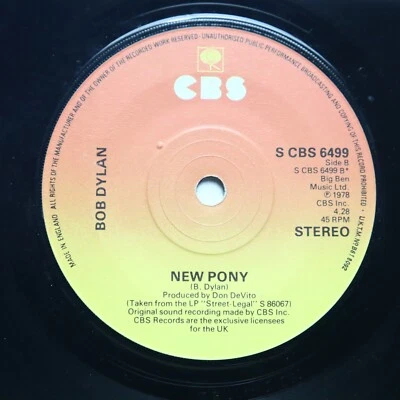 ALL RIGHTS OF THE MANUFACTURER AND OF THE OWNER OF THE RECORDED WORK RESERVED · UNAUTHORISED PUBLIC PERFORMANCE BROADCASTING AND COPYING OF THIS RECORD PROHIBITED ·
MADE IN ENGLAND
CBS
BOB DYLAN
S CBS 6499
Side B
S CBS 6499 B*
Big Ben
Music Ltd.
℗ 1978
CBS Inc.
4.28
45 RPM
STEREO
NEW PONY
(B. Dylan)
Produced by Don DeVito
(Taken from the LP "Street-Legal" S 86067)
Original sound recording made by CBS Inc.
CBS Records are the exclusive licensees
for the UK